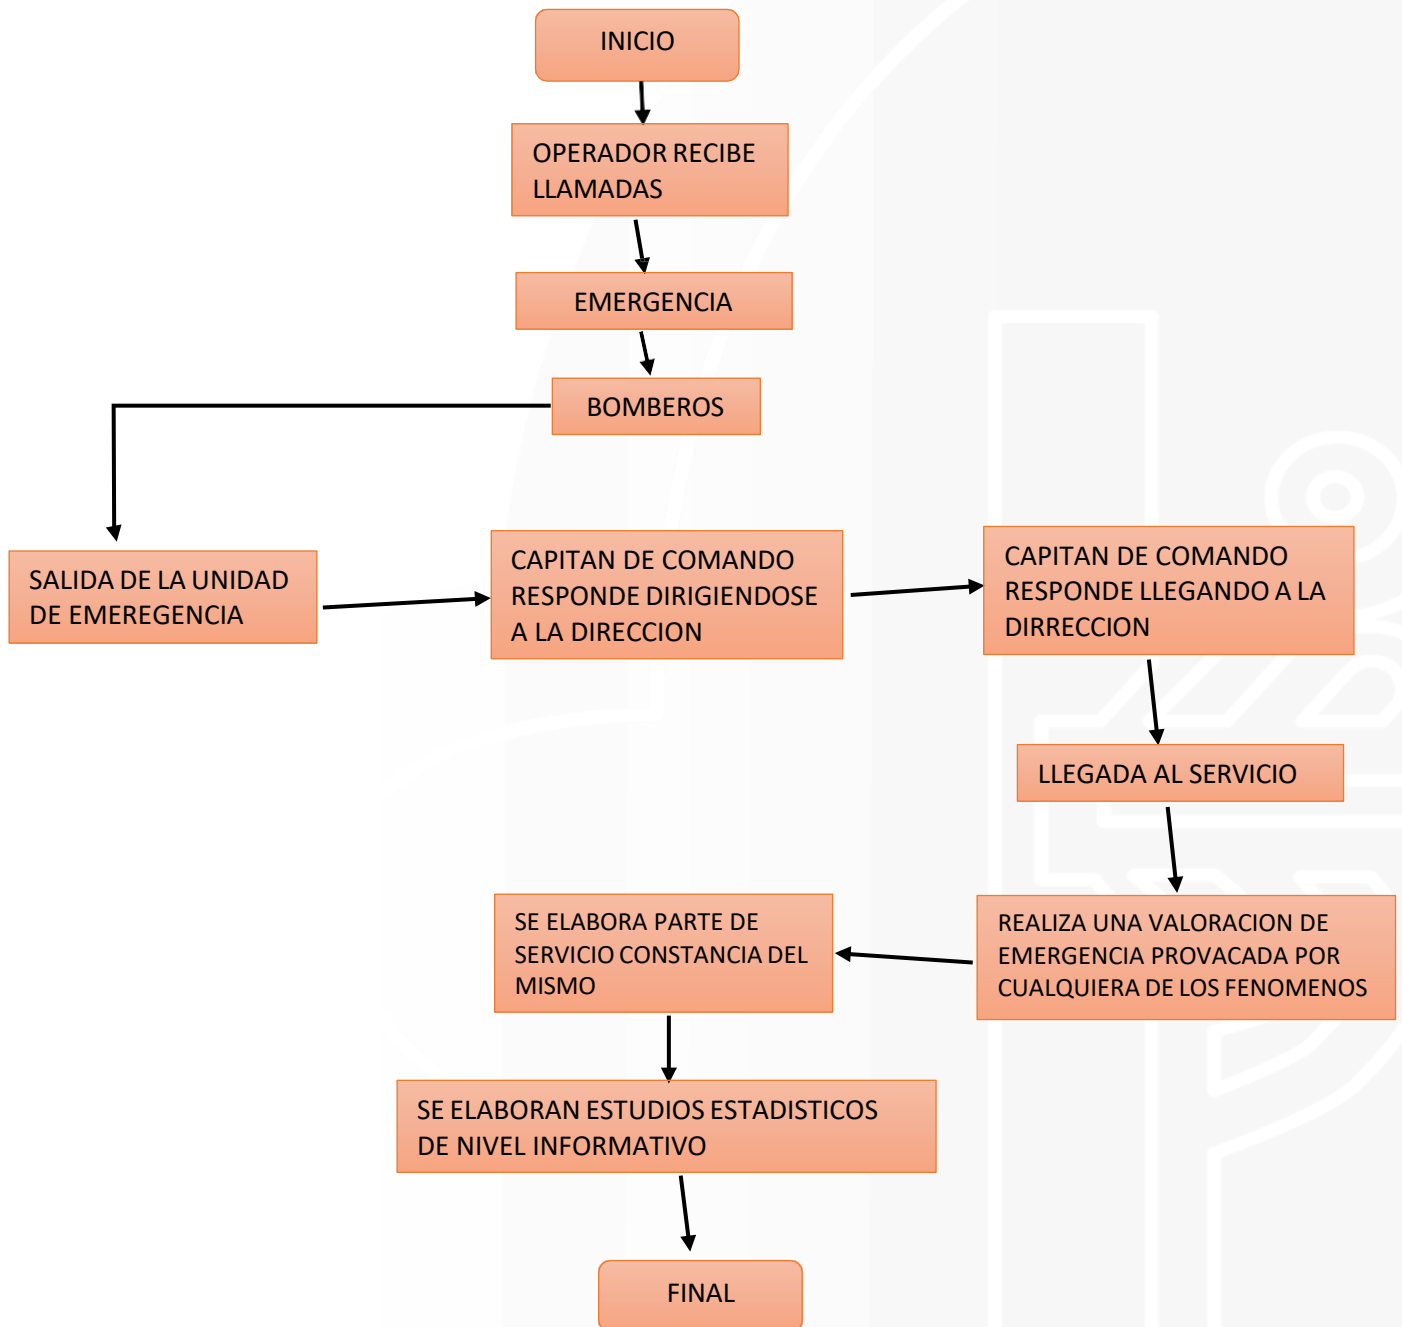 INICIO
OPERADOR RECIBE
LLAMADAS
EMERGENCIA
BOMBEROS
SALIDA DE LA UNIDAD
DE EMEREGENCIA
CAPITAN DE COMANDO
RESPONDE DIRIGIENDOSE
A LA DIRECCION
CAPITAN DE COMANDO
RESPONDE LLEGANDO A LA
DIRRECCION
LLEGADA AL SERVICIO
REALIZA UNA VALORACION DE
EMERGENCIA PROVACADA POR
CUALQUIERA DE LOS FENOMENOS
SE ELABORA PARTE DE
SERVICIO CONSTANCIA DEL
MISMO
SE ELABORAN ESTUDIOS ESTADISTICOS
DE NIVEL INFORMATIVO
FINAL